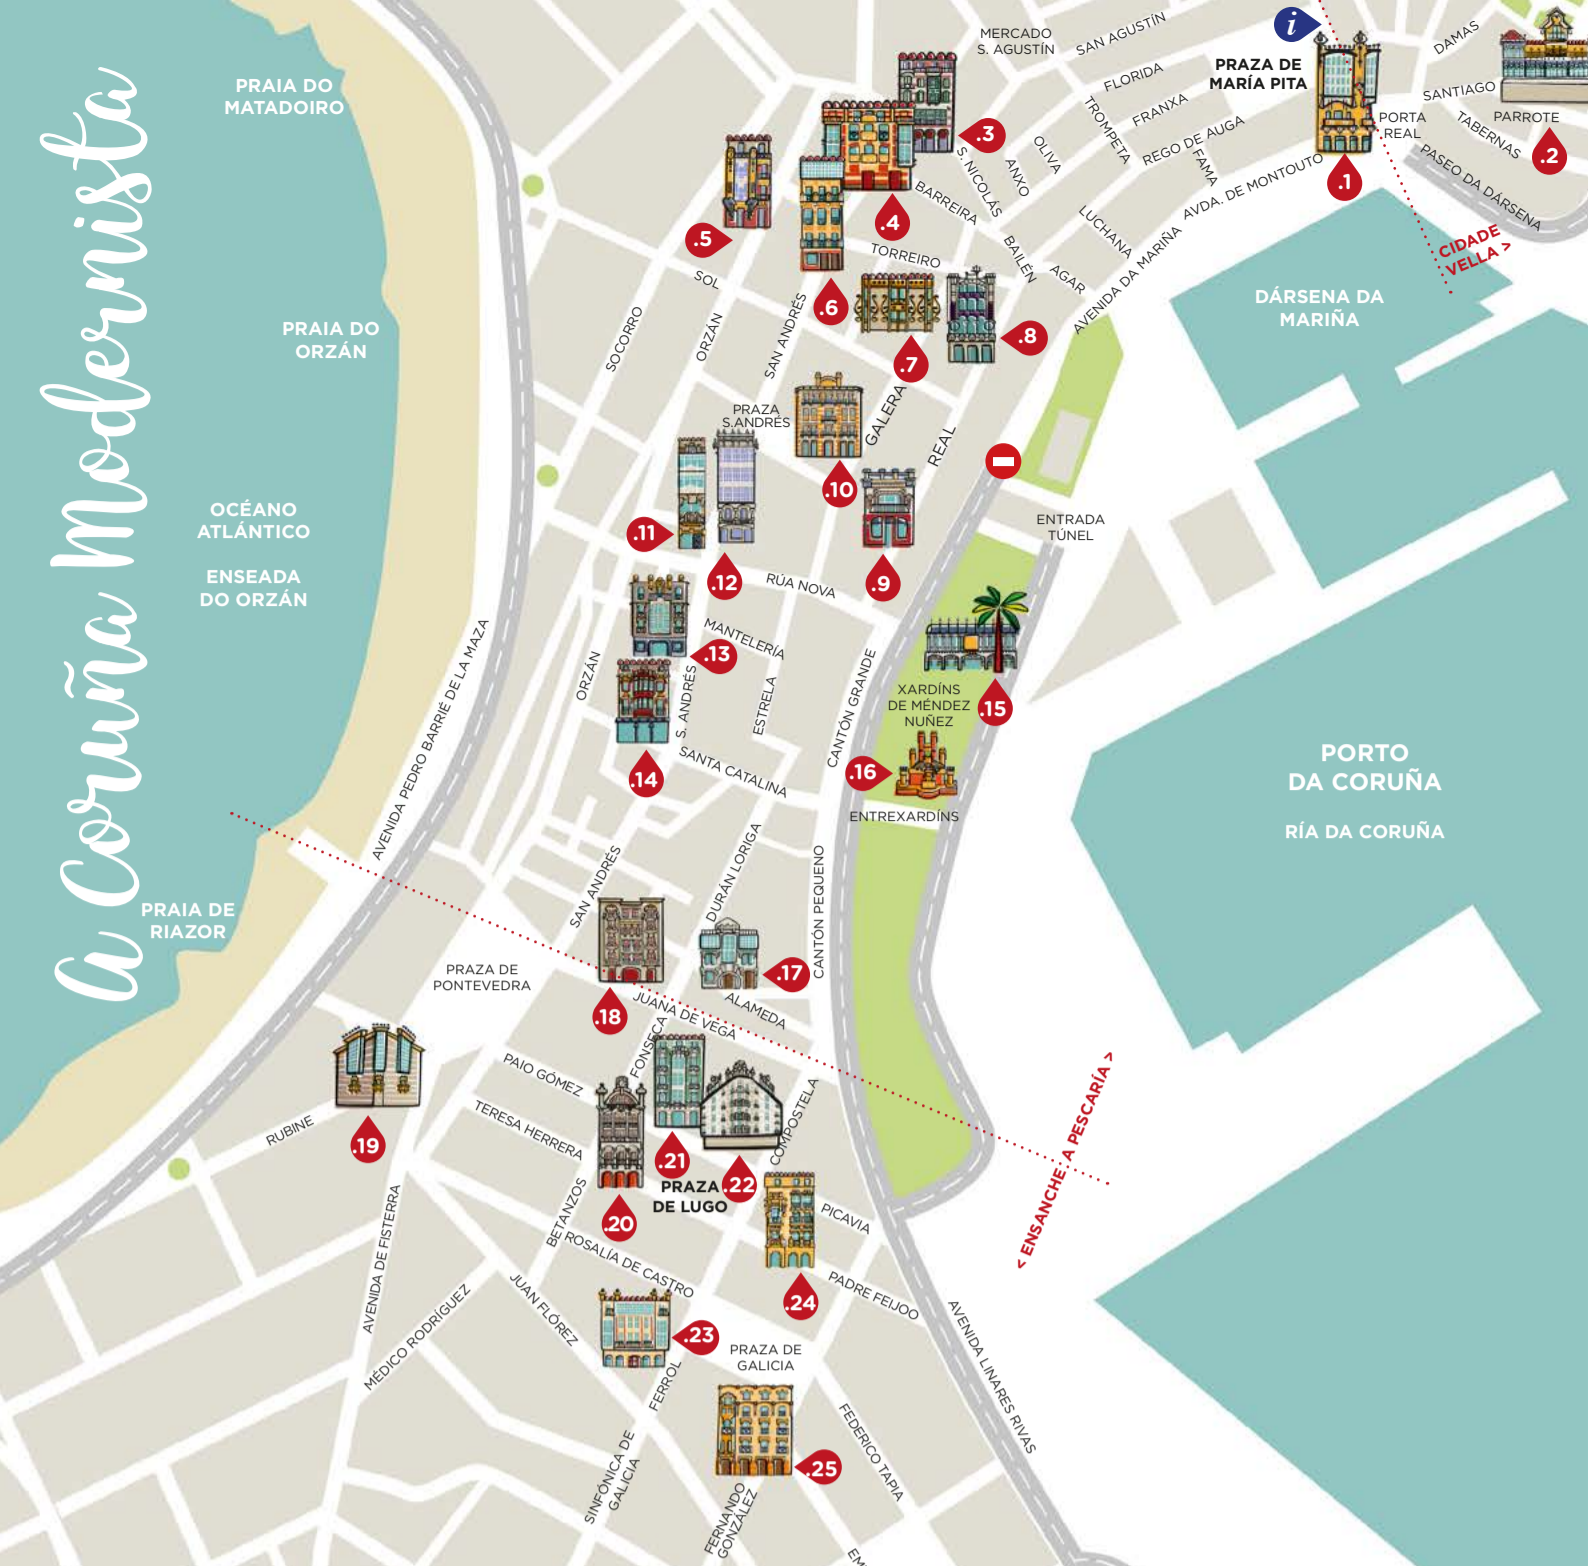 A Coruña Modernista
PRAIA DO
MATADOIRO
PRAIA DO
ORZÁN
OCÉANO
ATLÁNTICO
ENSEADA
DO ORZÁN
PRAIA DE
RIAZOR
MERCADO
S. AGUSTÍN
SAN AGUSTÍN
FLORIDA
FRANXA
TROMPETA
REGO DE AUGA
FAMA
i
PRAZA DE
MARÍA PITA
DAMAS
SANTIAGO
PORTA
REAL
TABERNAS
PARROTE
PASEO DA DÁRSENA
AVDA. DE MONTOUTO
.1
.2
.3
S. NICOLÁS
ANXO
OLIVA
BARREIRA
.4
.5
LUCHANA
BAILÉN
AGAR
AVENIDA DA MARIÑA
CIDADE
VELLA >
DÁRSENA DA
MARIÑA
TORREIRO
SOL
.6
.7
.8
SOCORRO
ORZÁN
SAN ANDRÉS
PRAZA
S.ANDRÉS
GALERA
REAL
.10
.9
.11
.12
RÚA NOVA
ENTRADA
TÚNEL
MANTELERÍA
.13
ORZÁN
S. ANDRÉS
ESTRELA
CANTÓN GRANDE
XARDÍNS
DE MÉNDEZ
NUÑEZ
.15
.14
SANTA CATALINA
.16
ENTREXARDÍNS
PORTO
DA CORUÑA
RÍA DA CORUÑA
AVENIDA PEDRO BARRIÉ DE LA MAZA
SAN ANDRÉS
DURÁN LORIGA
CANTÓN PEQUENO
.17
PRAZA DE
PONTEVEDRA
.18
JUANA DE VEGA
ALAMEDA
FONSECA
PAIO GÓMEZ
TERESA HERRERA
COMPOSTELA
RUBINE
.19
.21
.22
PRAZA
DE LUGO
.20
BETANZOS
PICAVIA
< ENSANCHE
A PESCARÍA >
AVENIDA DE FISTERRA
ROSALÍA DE CASTRO
PADRE FEIJOO
.24
MÉDICO RODRÍGUEZ
JUAN FLÓREZ
.23
PRAZA DE
GALICIA
FERROL
AVENIDA LINARES RIVAS
FEDERICO TAPIA
.25
SINFÓNICA DE
GALICIA
FERNANDO
GONZÁLEZ